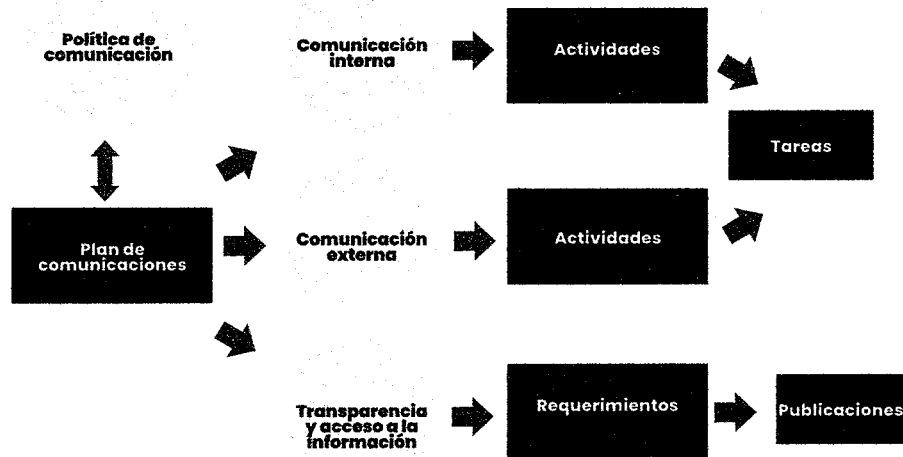 Política de
comunicación
Comunicación
interna
Actividades
Tareas
Plan de
comunicaciones
Comunicación
externa
Actividades
Transparencia
y acceso a la
información
Requerimientos
Publicaciones